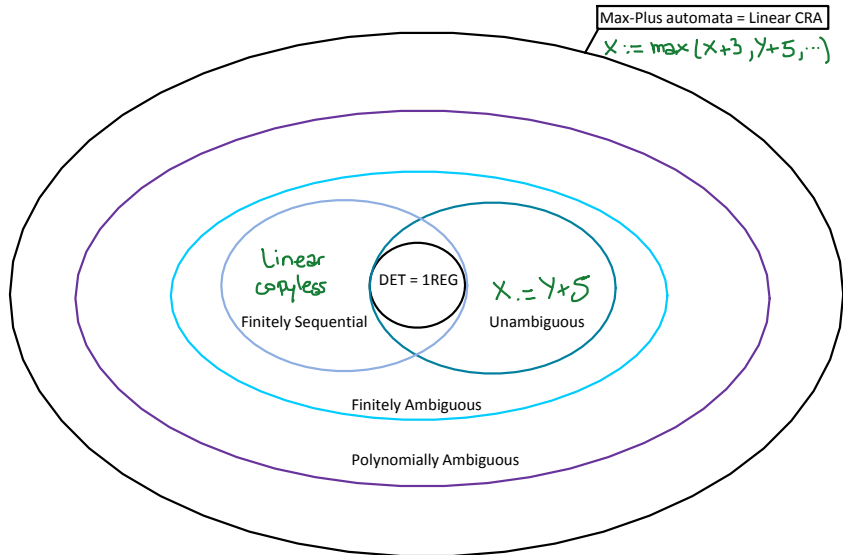 Max-Plus automata = Linear CRA
X := max(X+3, Y+5, ...)
Linear
copyless
DET = 1REG
X := Y+5
Finitely Sequential
Unambiguous
Finitely Ambiguous
Polynomially Ambiguous